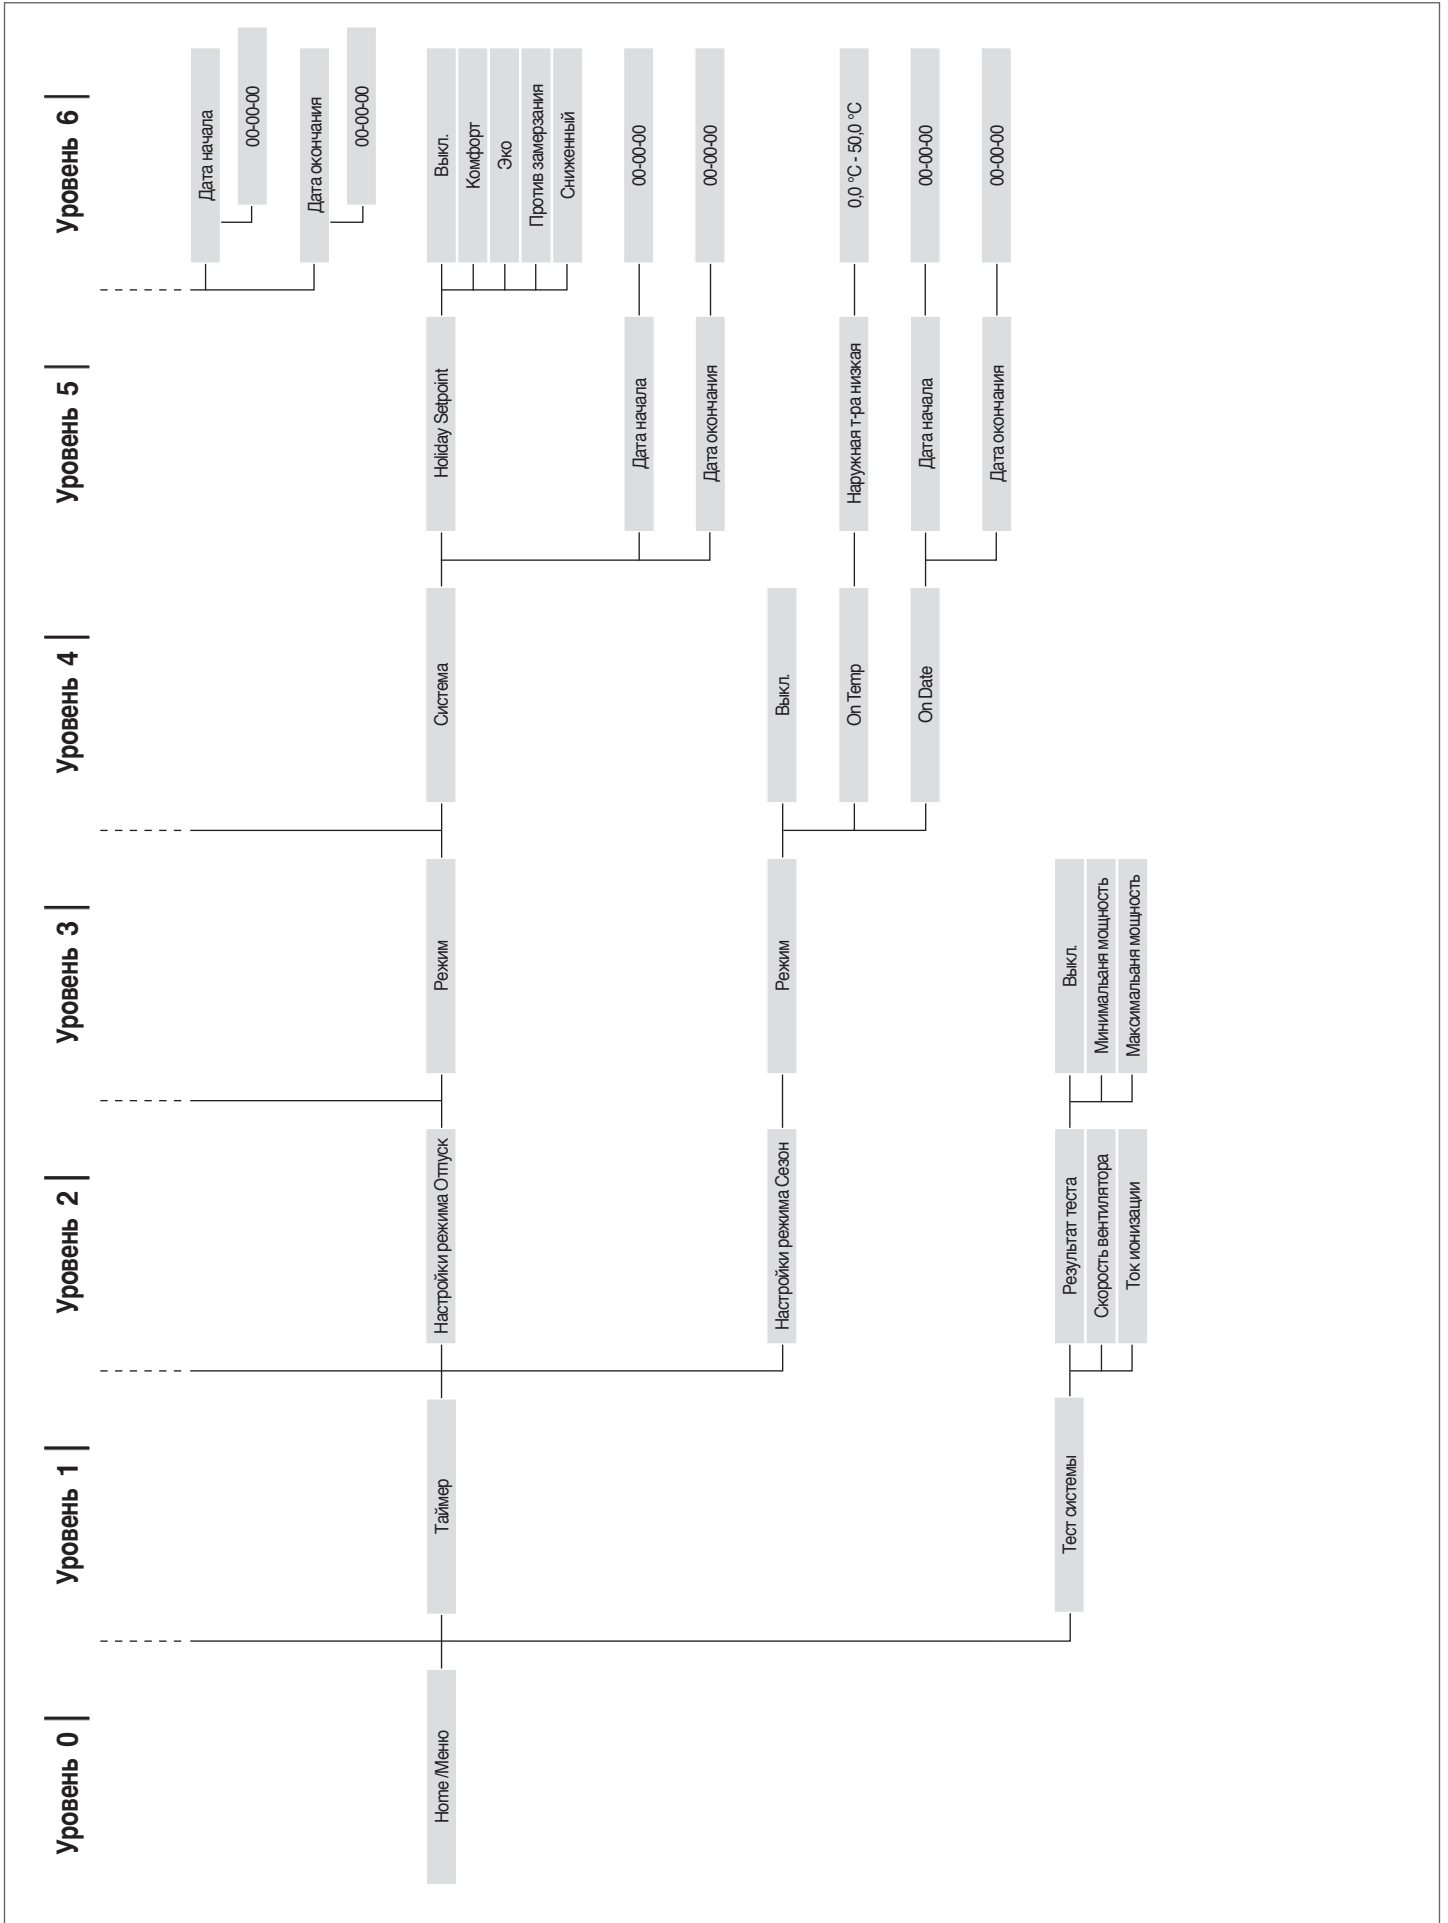 Уровень 0
Уровень 1
Уровень 2
Уровень 3
Уровень 4
Уровень 5
Уровень 6
Дата начала
00-00-00
Дата окончания
00-00-00
Home /Меню
Таймер
Настройки режима Отпуск
Режим
Система
Holiday Setpoint
Выкл.
Комфорт
Эко
Против замерзания
Сниженный
Дата начала
00-00-00
Дата окончания
00-00-00
Настройки режима Сезон
Режим
Выкл.
On Temp
Наружная т-ра низкая
0,0 °C - 50,0 °C
On Date
Дата начала
00-00-00
Дата окончания
00-00-00
Тест системы
Результат теста
Скорость вентилятора
Ток ионизации
Выкл.
Минимальаня мощность
Максимальаня мощность